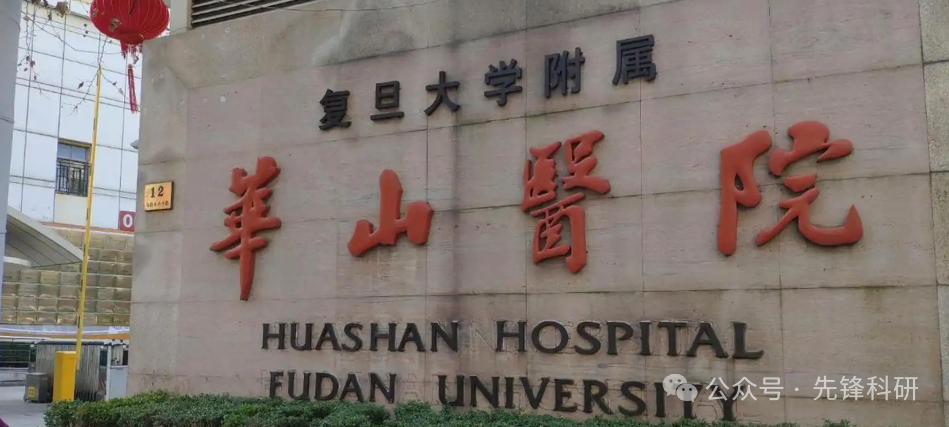 复旦大学附属
華山醫院
12
0
HUASHAN HOSPITAL
FUDAN UNIVERSITY
公众号 · 先锋科研